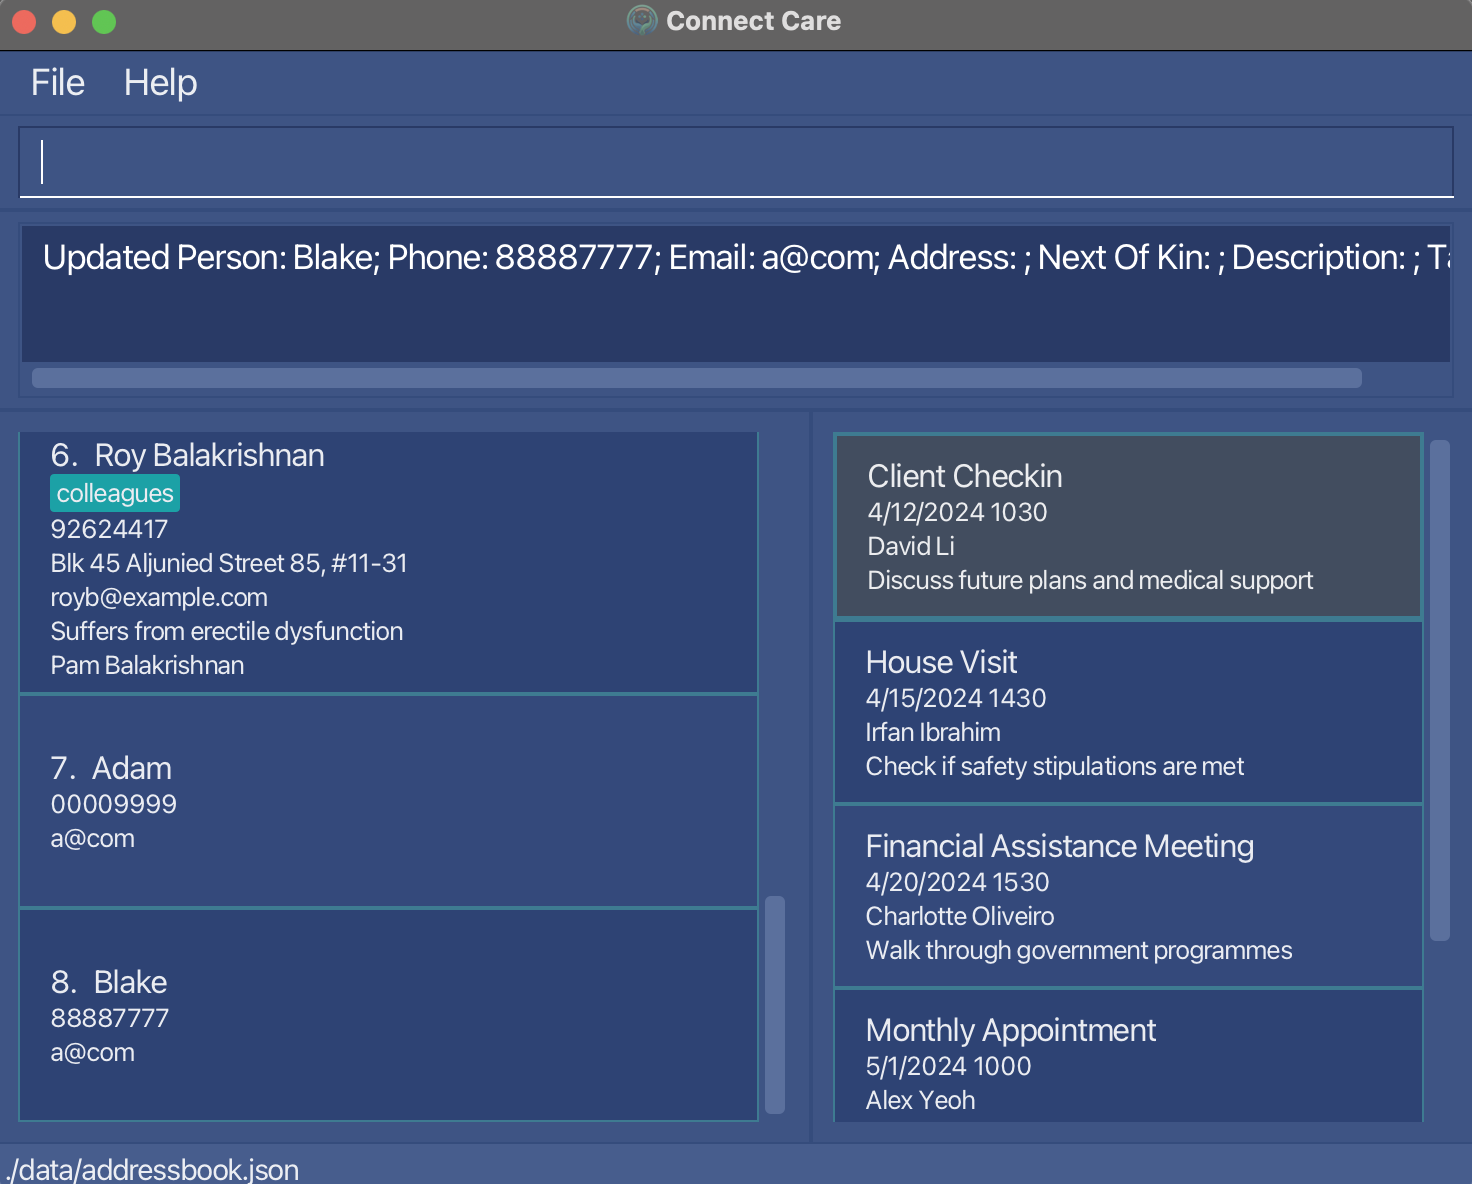 Connect Care
File Help
Updated Person: Blake; Phone: 88887777; Email: a@com; Address: ; Next Of Kin: ; Description: ;
6. Roy Balakrishnan
colleagues
92624417
Blk 45 Aljunied Street 85, #11-31
royb@example.com
Suffers from erectile dysfunction
Pam Balakrishnan
7. Adam
00009999
a@com
8. Blake
88887777
a@com
Client Checkin
4/12/2024 1030
David Li
Discuss future plans and medical support
House Visit
4/15/2024 1430
Irfan Ibrahim
Check if safety stipulations are met
Financial Assistance Meeting
4/20/2024 1530
Charlotte Oliveiro
Walk through government programmes
Monthly Appointment
5/1/2024 1000
Alex Yeoh
./data/addressbook.json